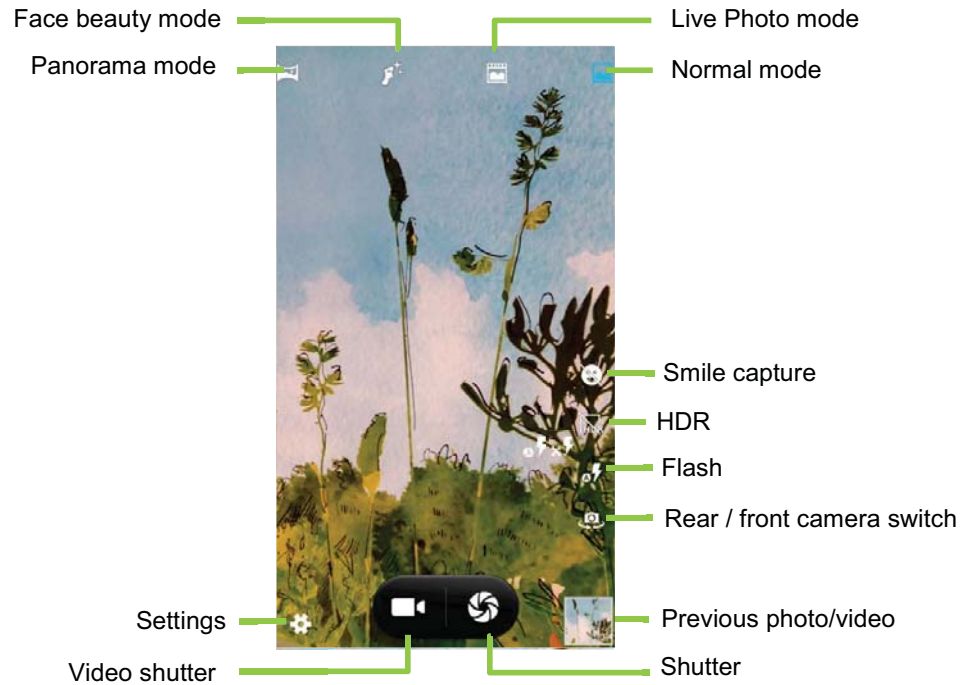 Face beauty mode
Live Photo mode
Panorama mode
Normal mode
Smile capture
HDR
Flash
Rear / front camera switch
Settings
Previous photo/video
Video shutter
Shutter